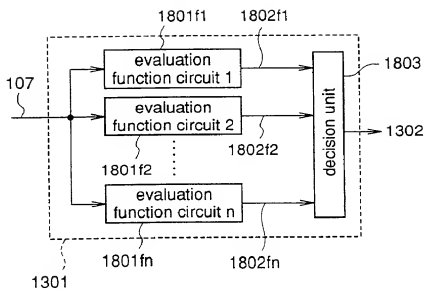 1801f1
1802f1
evaluation
function circuit 1
1803
107
evaluation
function circuit 2
decision unit
1302
1801f2
1802f2
evaluation
function circuit n
1301
1801fn
1802fn